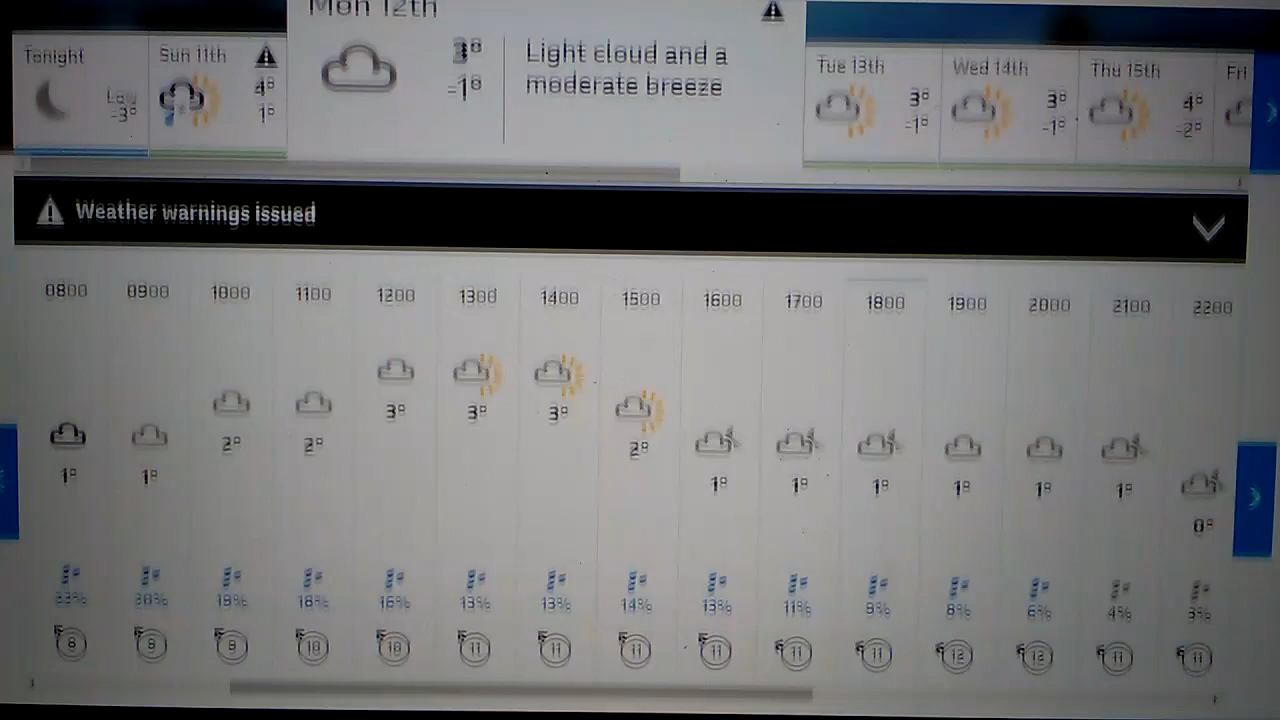 Mon 12th
Tonight
Low
-3°
Sun 11th
4°
1°
3°
-1°
Light cloud and a
moderate breeze
Tue 13th
3°
-1°
Wed 14th
3°
-1°
Thu 15th
4°
-2°
Fri
Weather warnings issued
0800 0900 1000 1100 1200 1300 1400 1500 1600 1700 1800 1900 2000 2100 2200
1° 1° 2° 2° 3° 3° 3° 2° 1° 1° 1° 1° 1° 1° 0°
20% 19% 18% 16% 13% 13% 14% 13% 11% 9% 8% 6% 4% 3%
8 9 9 10 10 11 11 11 11 11 11 12 12 11 11